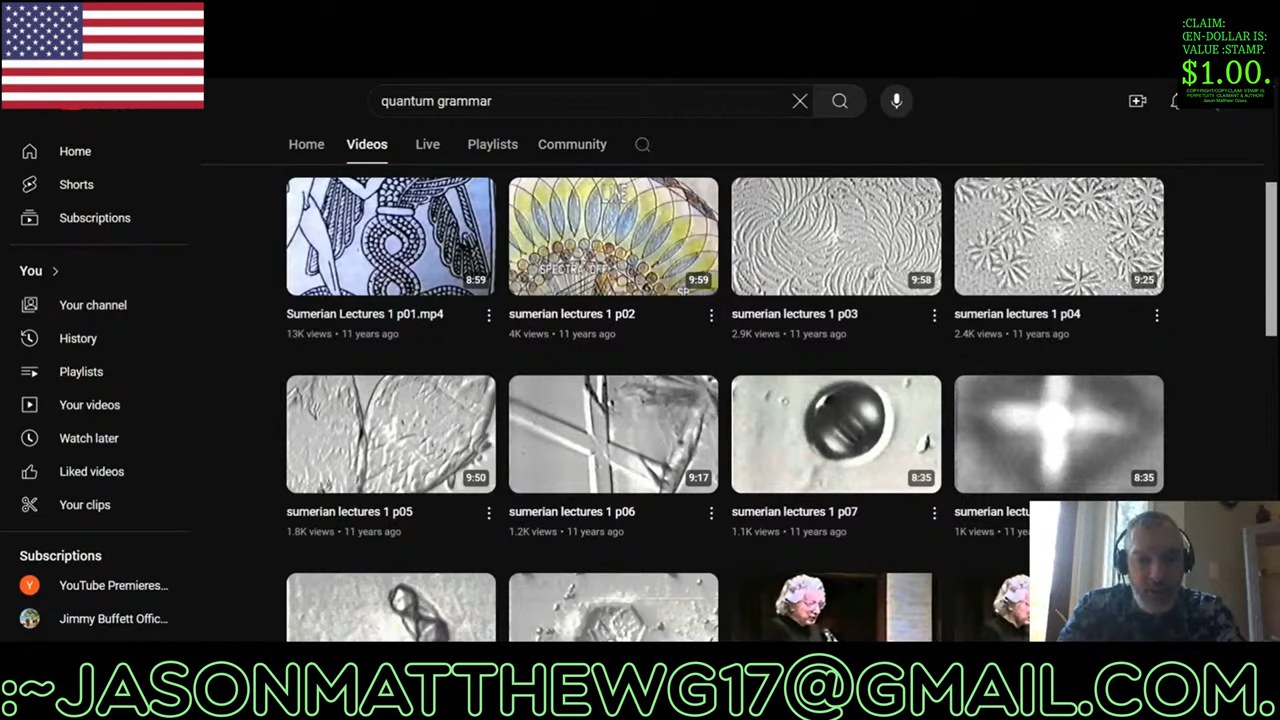 :CLAIM:
ŒN-DOLLAR IS:
VALUE :STAMP.
$1.00.
quantum grammar
Home
Videos
Live
Playlists
Community
Home
Shorts
Subscriptions
You
Your channel
History
Playlists
Your videos
Watch later
Liked videos
Your clips
Subscriptions
YouTube Premieres...
Jimmy Buffett Offic...
8:59
9:59
9:58
9:25
Sumerian Lectures 1 p01.mp4
sumerian lectures 1 p02
sumerian lectures 1 p03
sumerian lectures 1 p04
13K views • 11 years ago
4K views • 11 years ago
2.9K views • 11 years ago
2.4K views • 11 years ago
9:50
9:17
8:35
8:35
sumerian lectures 1 p05
sumerian lectures 1 p06
sumerian lectures 1 p07
sumerian lectu
1.8K views • 11 years ago
1.2K views • 11 years ago
1.1K views • 11 years ago
1K views • 11 ye
:~JASONMATTHEWG17@GMAIL.COM.